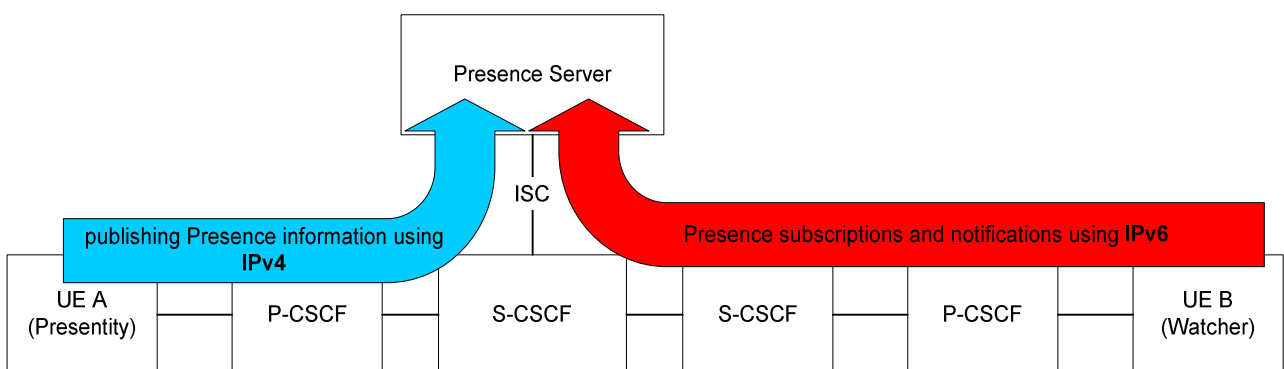 Presence Server
ISC
publishing Presence information using
IPv4
Presence subscriptions and notifications using IPv6
UE A
(Presentity)
P-CSCF
S-CSCF
S-CSCF
P-CSCF
UE B
(Watcher)